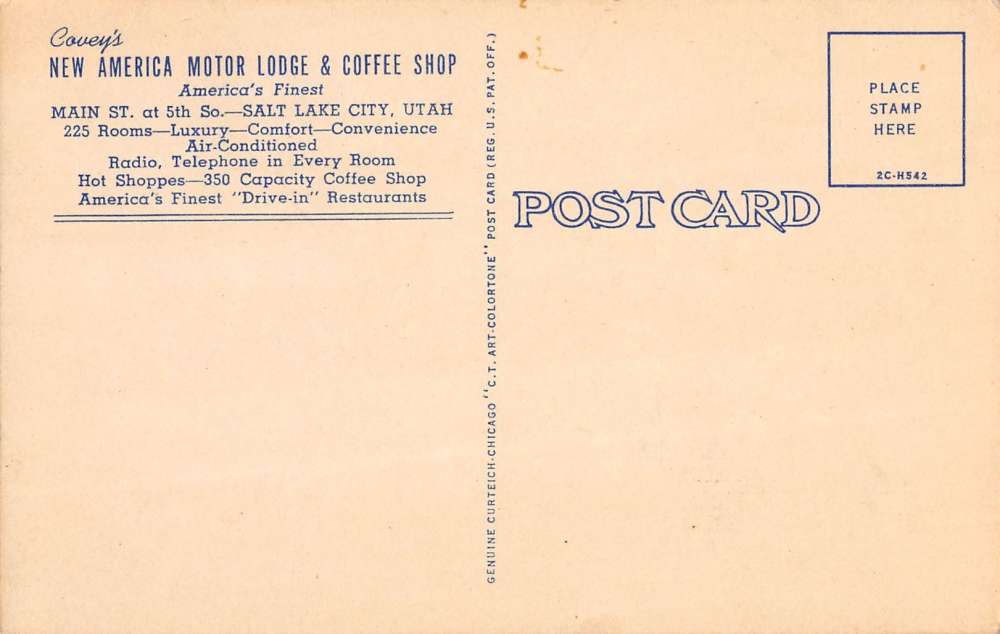 Covey's
NEW AMERICA MOTOR LODGE & COFFEE SHOP
America's Finest
MAIN ST. at 5th So.—SALT LAKE CITY, UTAH
225 Rooms—Luxury—Comfort—Convenience
Air-Conditioned
Radio, Telephone in Every Room
Hot Shoppes—350 Capacity Coffee Shop
America's Finest "Drive-in" Restaurants
GENUINE CURTEICH-CHICAGO "C.T. ART-COLORTONE" POST CARD (REG. U.S. PAT. OFF.)
POST CARD
PLACE
STAMP
HERE
2C-H542